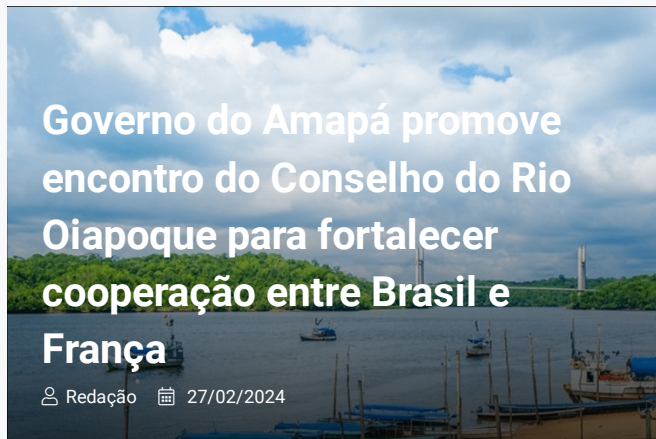 Governo do Amapá promove
encontro do Conselho do Rio
Oiapoque para fortalecer
cooperação entre Brasil e
França
Redação 27/02/2024